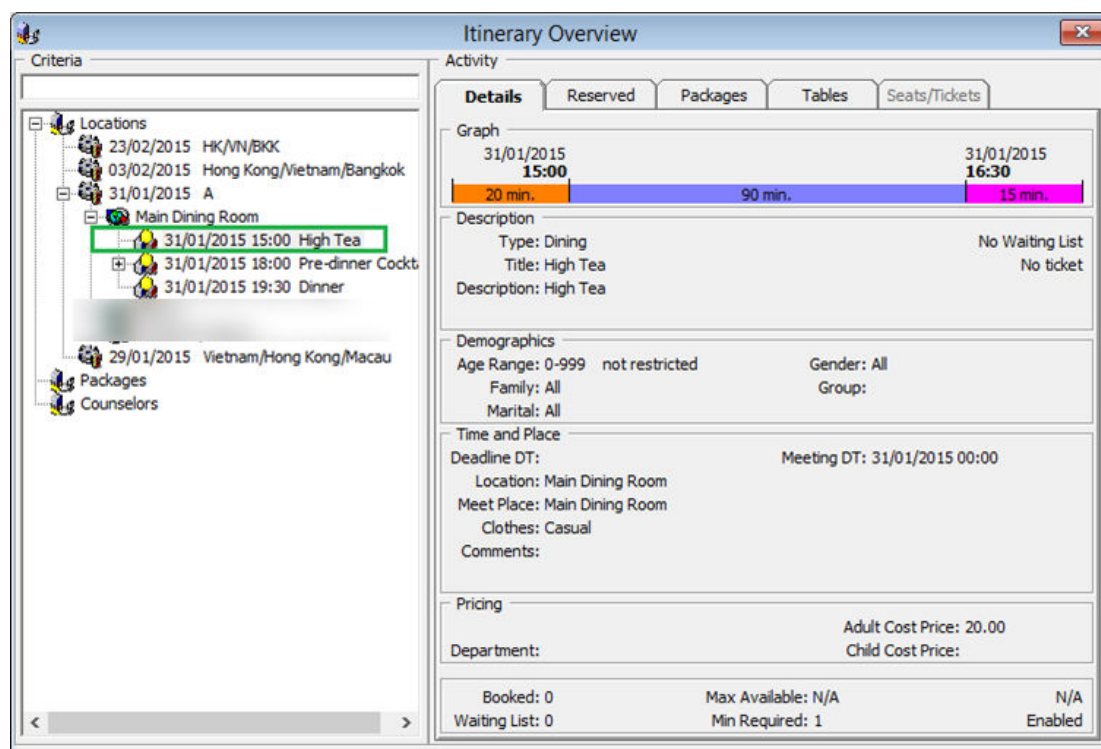 Itinerary Overview
Criteria
Locations
23/02/2015 HK/VN/BKK
03/02/2015 Hong Kong/Vietnam/Bangkok
31/01/2015 A
Main Dining Room
31/01/2015 15:00 High Tea
31/01/2015 18:00 Pre-dinner Cockta
31/01/2015 19:30 Dinner
29/01/2015 Vietnam/Hong Kong/Macau
Packages
Counselors
Activity
Details Reserved Packages Tables Seats/Tickets
Graph
31/01/2015 31/01/2015
15:00 16:30
20 min. 90 min. 15 min.
Description
Type: Dining No Waiting List
Title: High Tea No ticket
Description: High Tea
Demographics
Age Range: 0-999 not restricted Gender: All
Family: All Group:
Marital: All
Time and Place
Deadline DT: Meeting DT: 31/01/2015 00:00
Location: Main Dining Room
Meet Place: Main Dining Room
Clothes: Casual
Comments:
Pricing
Adult Cost Price: 20.00
Department: Child Cost Price:
Booked: 0 Max Available: N/A N/A
Waiting List: 0 Min Required: 1 Enabled